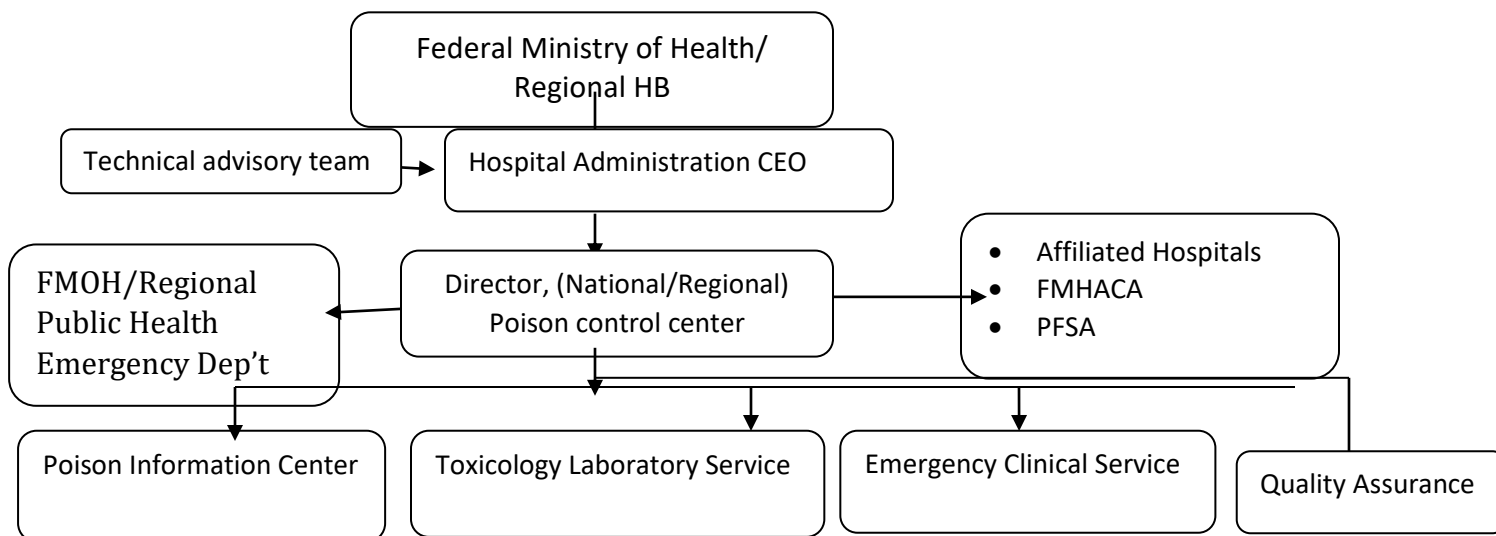 Federal Ministry of Health/
Regional HB
Technical advisory team
Hospital Administration CEO
FMOH/Regional
Public Health
Emergency Dep’t
Director, (National/Regional)
Poison control center
• Affiliated Hospitals
• FMHACA
• PFSA
Poison Information Center
Toxicology Laboratory Service
Emergency Clinical Service
Quality Assurance